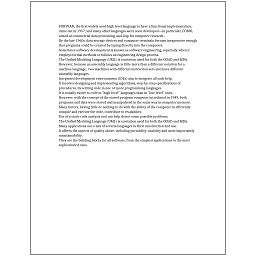 FORTRAN, the first widely used high-level language to have a functional implementation,
came out in 1957, and many other languages were soon developed—in particular, COBOL
aimed at commercial data processing, and Lisp for computer research.
By the late 1960s, data storage devices and computer terminals became inexpensive enough
that programs could be created by typing directly into the computers.
Sometimes software development is known as software engineering, especially when it
employs formal methods or follows an engineering design process.
The Unified Modeling Language (UML) is a notation used for both the OOAD and MDA.
However, because an assembly language is little more than a different notation for a
machine language, two machines with different instruction sets also have different
assembly languages.
Integrated development environments (IDEs) aim to integrate all such help.
It involves designing and implementing algorithms, step-by-step specifications of
procedures, by writing code in one or more programming languages.
It is usually easier to code in "high-level" languages than in "low-level" ones.
However, with the concept of the stored-program computer introduced in 1949, both
programs and data were stored and manipulated in the same way in computer memory.
Many factors, having little or nothing to do with the ability of the computer to efficiently
compile and execute the code, contribute to readability.
Use of a static code analysis tool can help detect some possible problems.
The Unified Modeling Language (UML) is a notation used for both the OOAD and MDA.
Many applications use a mix of several languages in their construction and use.
It affects the aspects of quality above, including portability, usability and most importantly
maintainability.
They are the building blocks for all software, from the simplest applications to the most
sophisticated ones.